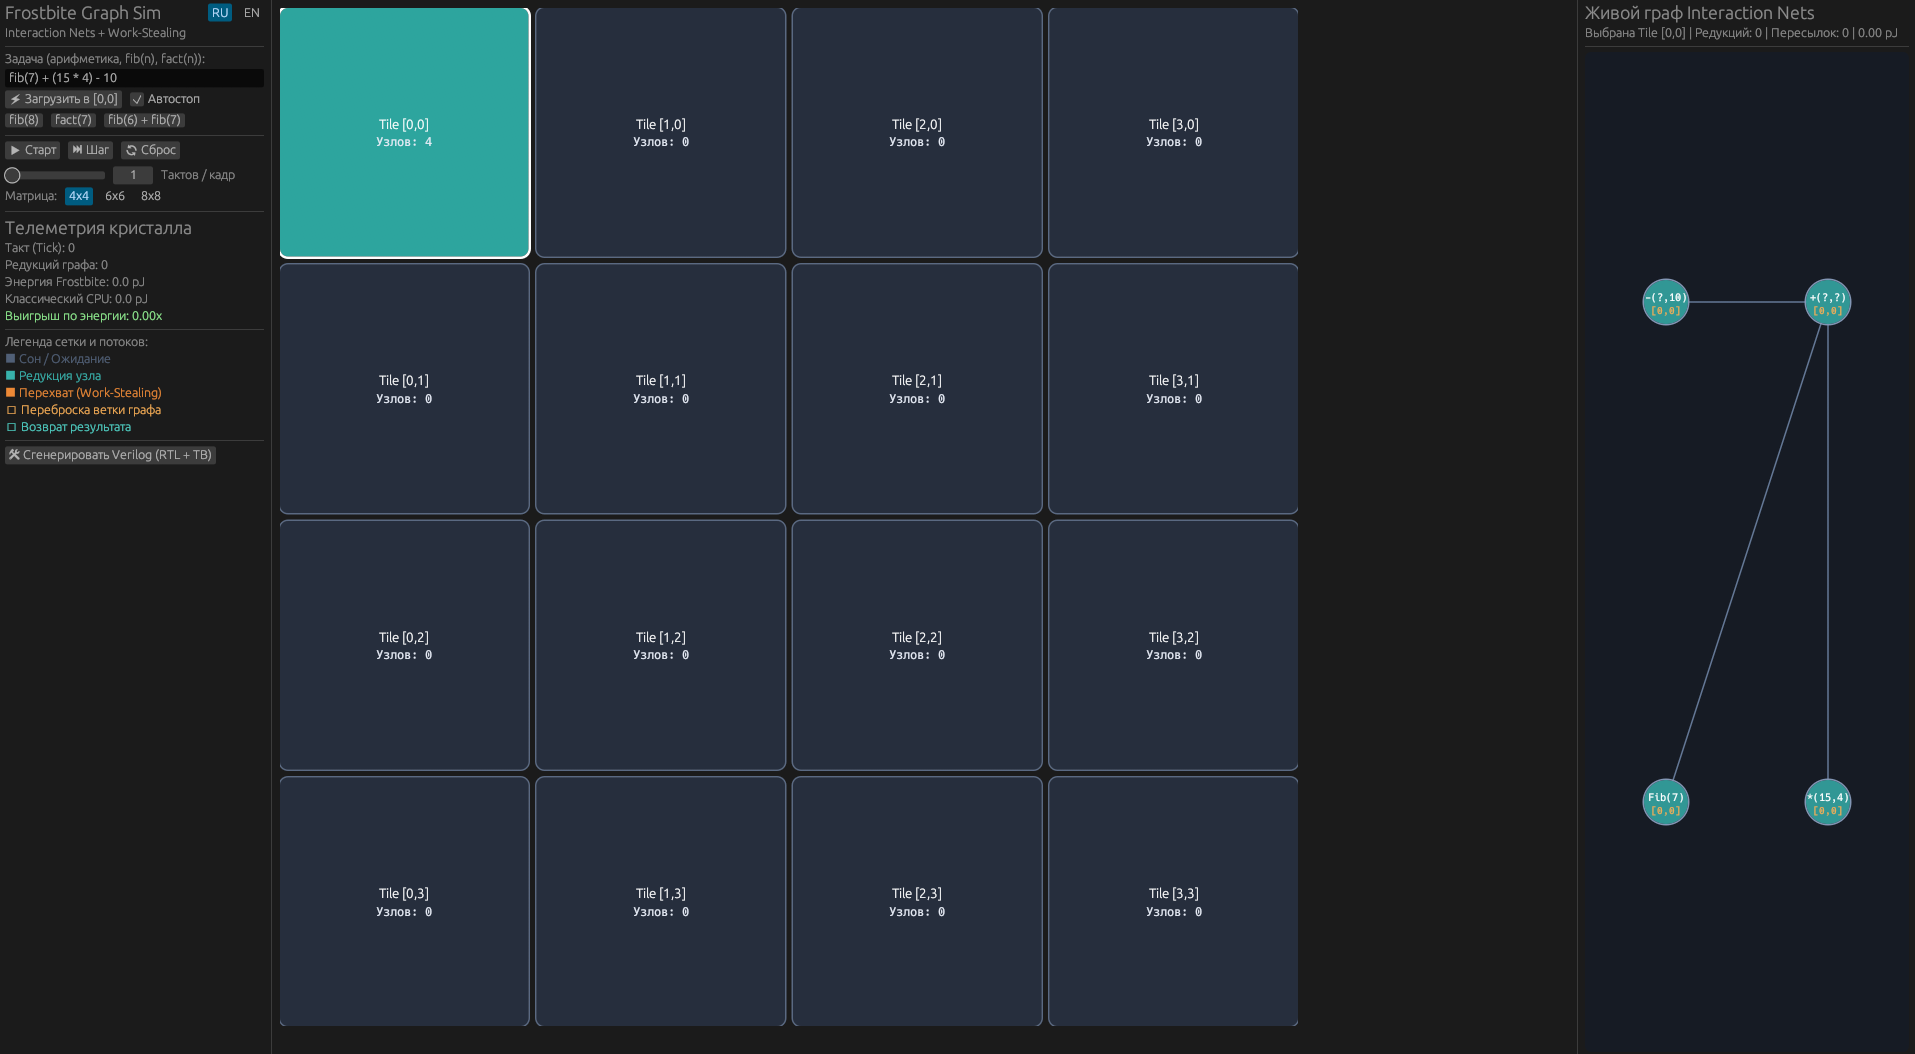 Frostbite Graph Sim RU EN
Interaction Nets + Work-Stealing
Задача (арифметика, fib(n), fact(n)):
fib(7) + (15 * 4) - 10
⚡ Загрузить в [0,0] Автостоп
fib(8) fact(7) fib(6) + fib(7)
▶ Старт ⏭ Шаг Сброс
1 Тактов / кадр
Матрица: 4x4 6x6 8x8
Телеметрия кристалла
Такт (Tick): 0
Редукций графа: 0
Энергия Frostbite: 0.0 pJ
Классический CPU: 0.0 pJ
Выигрыш по энергии: 0.00x
Легенда сетки и потоков:
Сон / Ожидание
Редукция узла
Перехват (Work-Stealing)
Переброска ветки графа
Возврат результата
🛠 Сгенерировать Verilog (RTL + TB)
Tile [0,0]
Узлов: 4
Tile [1,0]
Узлов: 0
Tile [2,0]
Узлов: 0
Tile [3,0]
Узлов: 0
Tile [0,1]
Узлов: 0
Tile [1,1]
Узлов: 0
Tile [2,1]
Узлов: 0
Tile [3,1]
Узлов: 0
Tile [0,2]
Узлов: 0
Tile [1,2]
Узлов: 0
Tile [2,2]
Узлов: 0
Tile [3,2]
Узлов: 0
Tile [0,3]
Узлов: 0
Tile [1,3]
Узлов: 0
Tile [2,3]
Узлов: 0
Tile [3,3]
Узлов: 0
Живой граф Interaction Nets
Выбрана Tile [0,0] | Редукций: 0 | Пересылок: 0 | 0.00 pJ
-(?,10)
[0,0]
+(?,?)
[0,0]
Fib(7)
[0,0]
*(15,4)
[0,0]